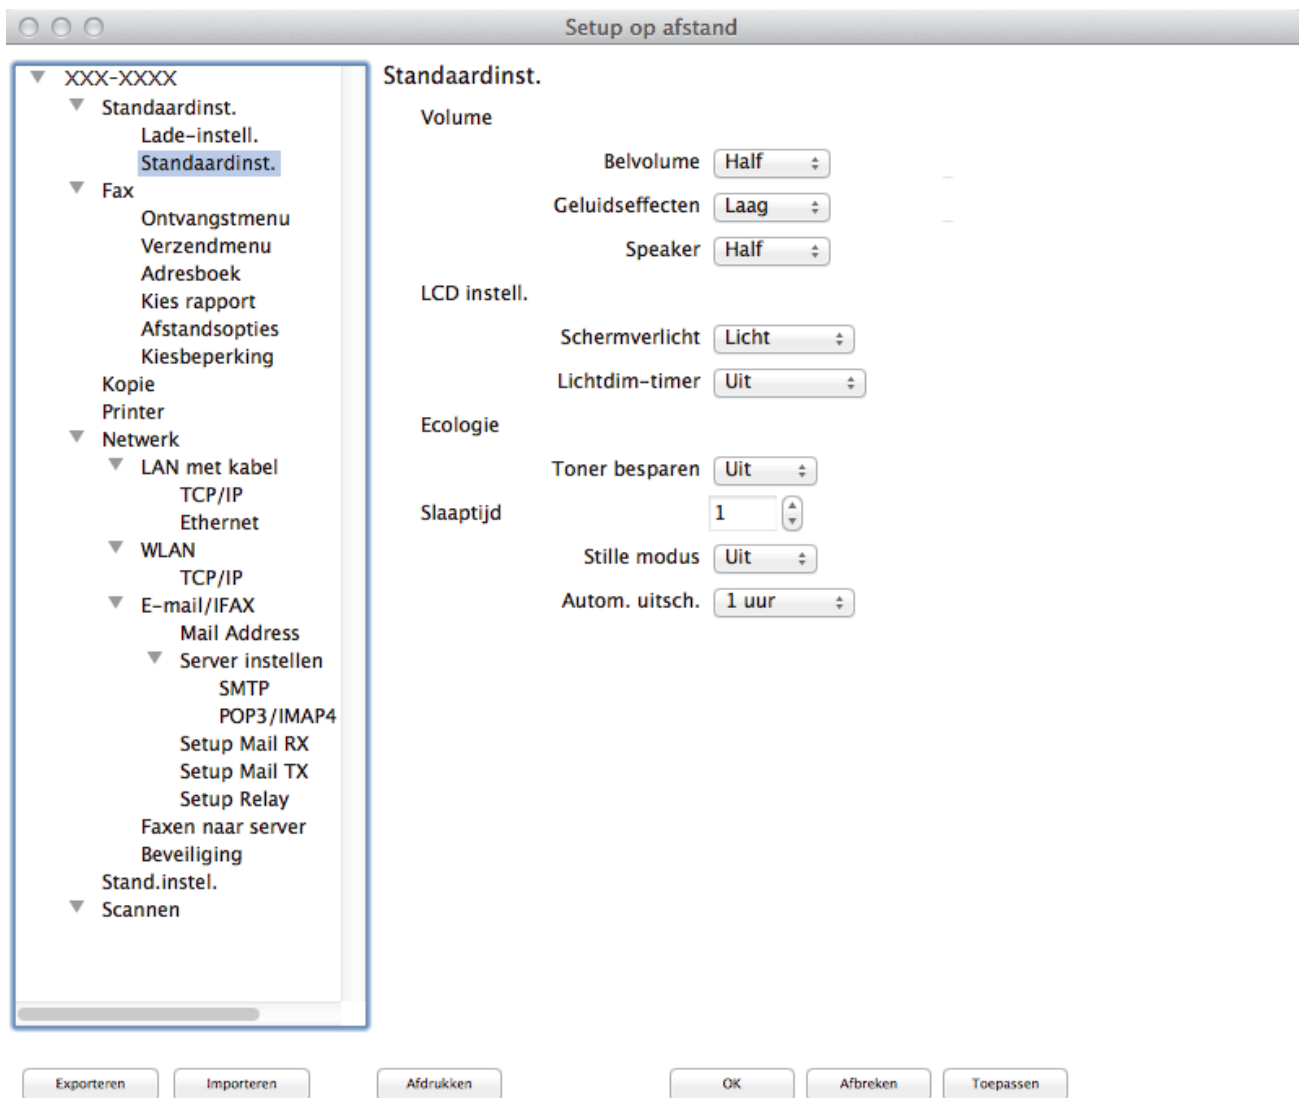 Setup op afstand
XXX-XXXX
Standaardinst.
Lade-instell.
Standaardinst.
Fax
Ontvangstmenu
Verzendmenu
Adresboek
Kies rapport
Afstandsopties
Kiesbeperking
Kopie
Printer
Netwerk
LAN met kabel
TCP/IP
Ethernet
WLAN
TCP/IP
E-mail/IFAX
Mail Address
Server instellen
SMTP
POP3/IMAP4
Setup Mail RX
Setup Mail TX
Setup Relay
Faxen naar server
Beveiliging
Stand.instel.
Scannen
Standaardinst.
Volume
Belvolume Half
Geluidseffecten Laag
Speaker Half
LCD instell.
Schermverlicht Licht
Lichtdim-timer Uit
Ecologie
Toner besparen Uit
Slaaptijd 1
Stille modus Uit
Autom. uitsch. 1 uur
Exporteren Importeren Afdrukken OK Afbreken Toepassen